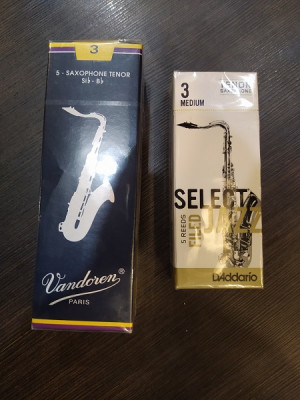 3
5 - SAXOPHONE TENOR
Sib - Bb
Vandoren®
PARIS
3
MEDIUM
TENOR
SAXOPHONE
SELECT
JAZZ
5 REEDS
FILED
D'Addario